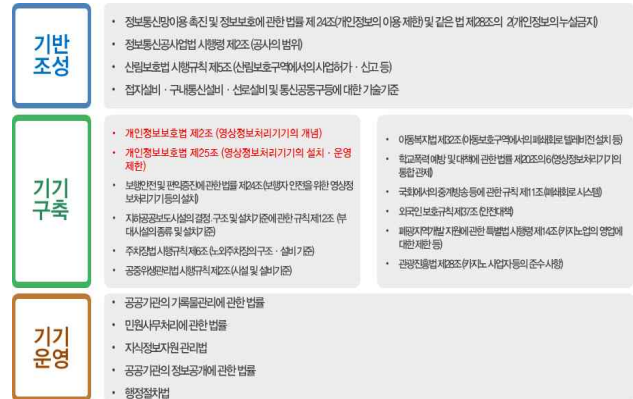 기반
조성
• 정보통신망이용 촉진 및 정보보호에 관한 법률 제 24조(개인정보의 이용 제한) 및 같은 법 제28조의 2(개인정보의 누설금지)
• 정보통신공사업법 시행령 제2조 (공사의 범위)
• 산림보호법 시행규칙 제5조 (산림보호구역에서의 사업허가 · 신고 등)
• 접지설비 · 구내통신설비 · 선로설비 및 통신공동구등에 대한 기술기준
기기
구축
• 개인정보보호법 제2조 (영상정보처리기기의 개념)
• 개인정보보호법 제25조 (영상정보처리기기의 설치 · 운영
제한)
• 보행안전 및 편익증진에 관한 법률 제24조(보행자 안전을 위한 영상정
보처리기기 등의 설치)
• 지하공공보도시설의 결정. 구조 및 설치기준에 관한 규칙 제12조 (부
대시설의 종류 및 설치기준)
• 주차장법 시행규칙 제6조 (노외주차장의 구조 · 설비 기준)
• 공중위생관리법 시행규칙 제2조 (시설 및 설비기준)
• 아동복지법 제32조(아동보호구역에서의 폐쇄회로 텔레비전 설치 등)
• 학교폭력 예방 및 대책에 관한 법률 제20조의 6(영상정보처리기기의
통합 관제)
• 국회에서의 중계방송 등에 관한 규칙 제11조 (폐쇄회로 시스템)
• 외국인 보호규칙 제37조 (안전대책)
• 폐광지역개발 지원에 관한 특별법 시행령 제14조 (카지노업의 영업에
대한 제한 등)
• 관광진흥법 제28조(카지노 사업자 등의 준수 사항)
기기
운영
• 공공기관의 기록물관리에 관한 법률
• 민원사무처리에 관한 법률
• 지식정보자원 관리법
• 공공기관의 정보공개에 관한 법률
• 행정절차법